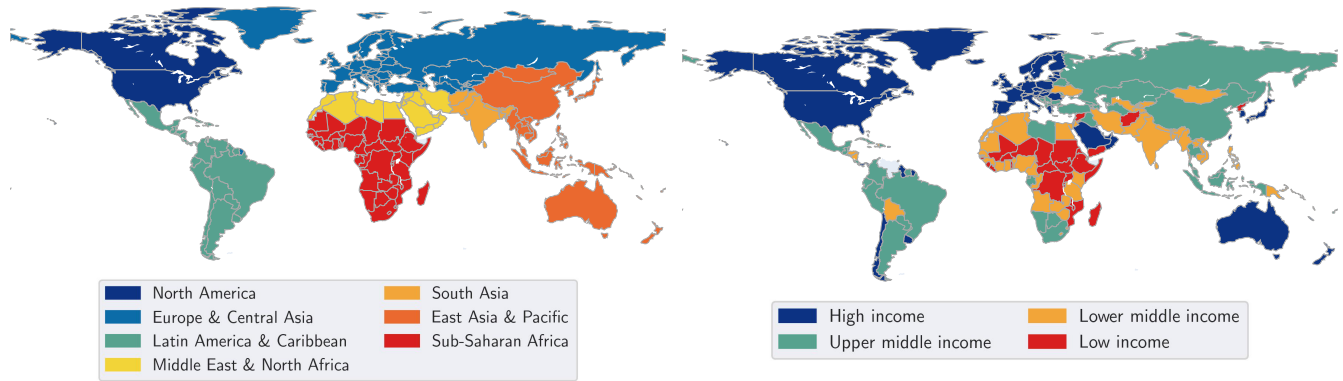 North America
Europe & Central Asia
Latin America & Caribbean
Middle East & North Africa
South Asia
East Asia & Pacific
Sub-Saharan Africa
High income
Upper middle income
Lower middle income
Low income